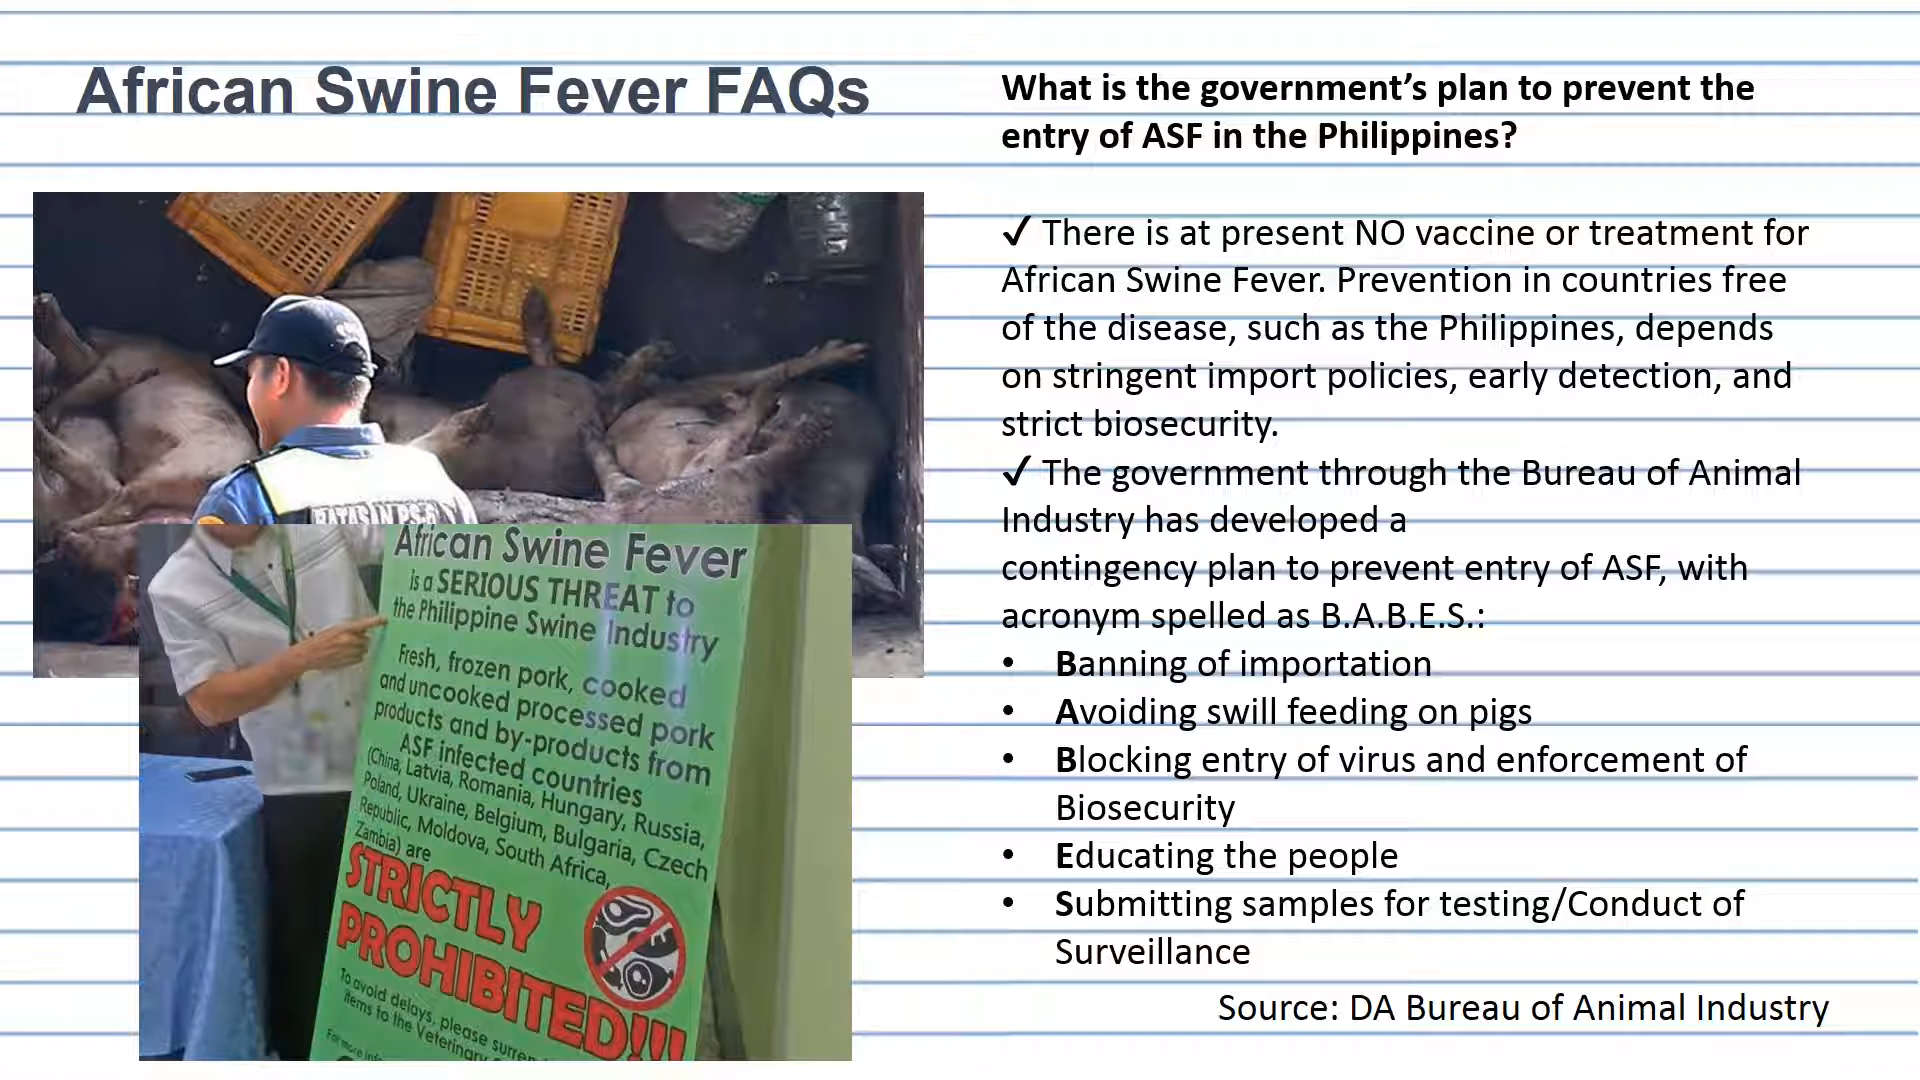 African Swine Fever FAQs
What is the government’s plan to prevent the
entry of ASF in the Philippines?
✓ There is at present NO vaccine or treatment for
African Swine Fever. Prevention in countries free
of the disease, such as the Philippines, depends
on stringent import policies, early detection, and
strict biosecurity.
✓ The government through the Bureau of Animal
Industry has developed a
contingency plan to prevent entry of ASF, with
acronym spelled as B.A.B.E.S.:
• Banning of importation
• Avoiding swill feeding on pigs
• Blocking entry of virus and enforcement of
Biosecurity
• Educating the people
• Submitting samples for testing/Conduct of
Surveillance
Source: DA Bureau of Animal Industry
BATASAN PS-6
African Swine Fever
is a SERIOUS THREAT to
the Philippine Swine Industry
Fresh, frozen pork, cooked
and uncooked processed pork
products and by-products from
ASF infected countries
(China, Latvia, Romania, Hungary, Russia,
Poland, Ukraine, Belgium, Bulgaria, Czech
Republic, Moldova, South Africa,
Zambia) are
STRICTLY
PROHIBITED!!!
To avoid delays, please surren
items to the Veterinary
For more info